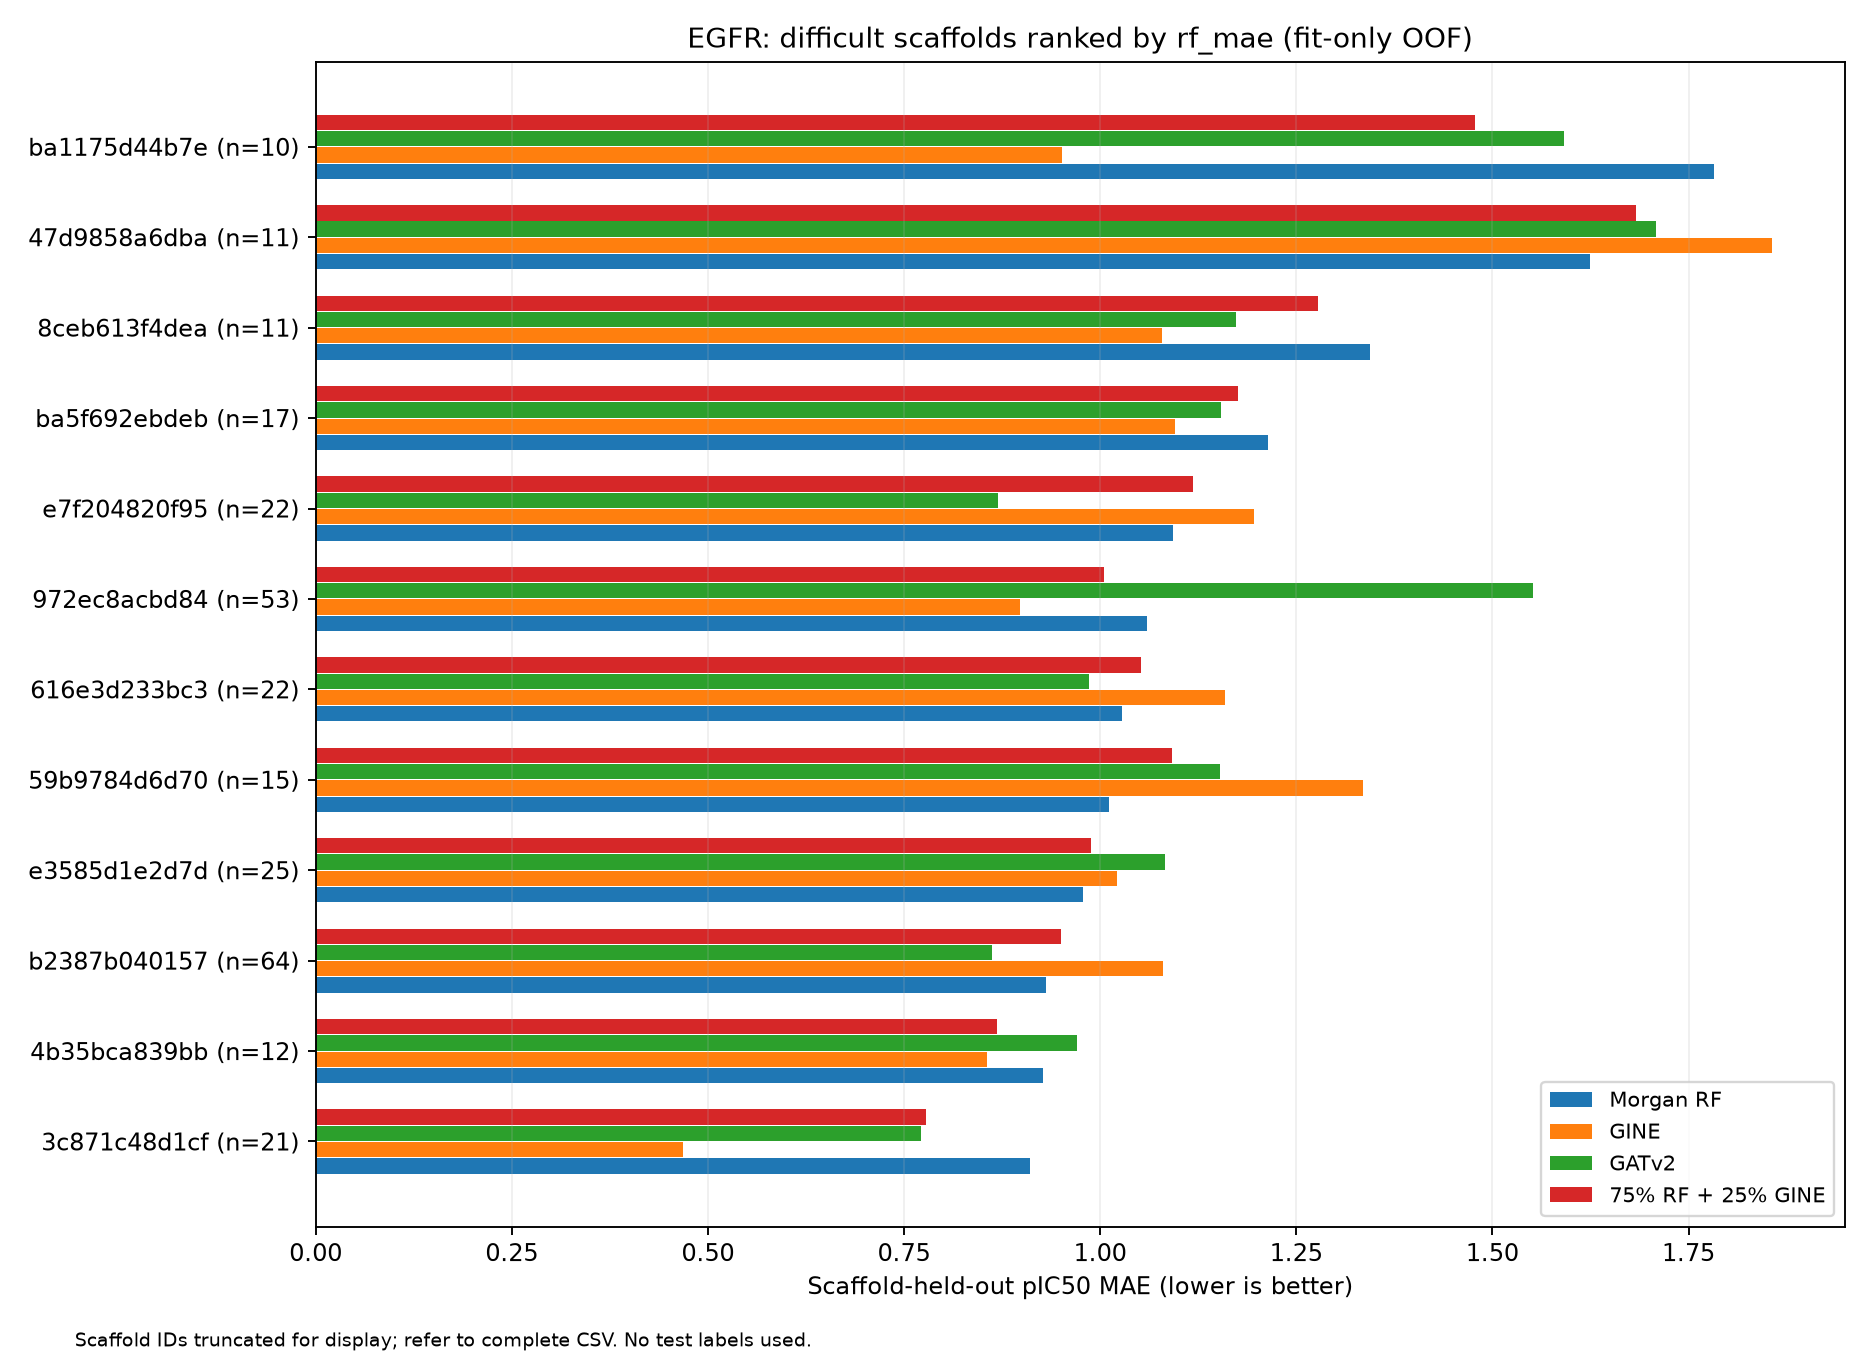 EGFR: difficult scaffolds ranked by rf_mae (fit-only OOF)
ba1175d44b7e (n=10)
47d9858a6dba (n=11)
8ceb613f4dea (n=11)
ba5f692ebdeb (n=17)
e7f204820f95 (n=22)
972ec8acbd84 (n=53)
616e3d233bc3 (n=22)
59b9784d6d70 (n=15)
e3585d1e2d7d (n=25)
b2387b040157 (n=64)
4b35bca839bb (n=12)
3c871c48d1cf (n=21)
Morgan RF
GINE
GATv2
75% RF + 25% GINE
0.00 0.25 0.50 0.75 1.00 1.25 1.50 1.75
Scaffold-held-out pIC50 MAE (lower is better)
Scaffold IDs truncated for display; refer to complete CSV. No test labels used.